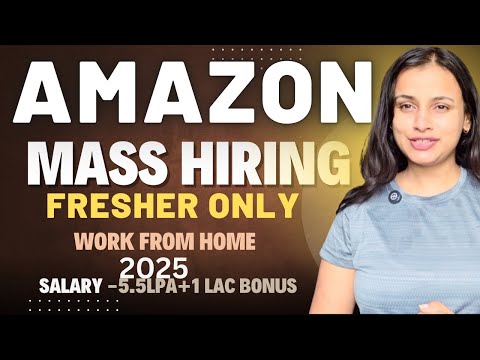 AMAZON
MASS HIRING
FRESHER ONLY
WORK FROM HOME
2025
SALARY -5.5LPA+1 LAC BONUS